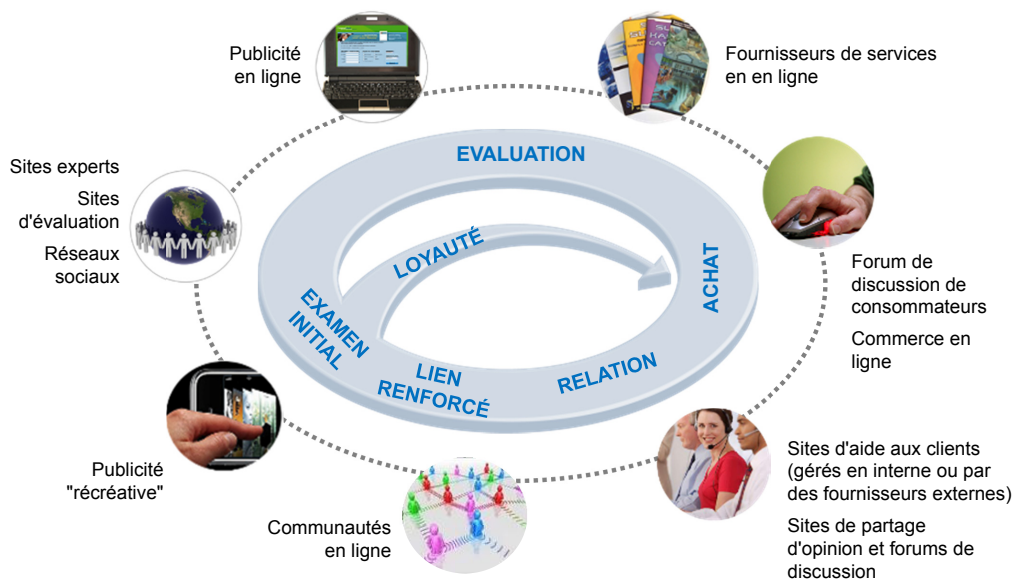 Publicité
en ligne
Fournisseurs de services
en en ligne
Sites experts
Sites
d'évaluation
Réseaux
sociaux
EVALUATION
LOYAUTÉ
ACHAT
EXAMEN
INITIAL
LIEN
RENFORCÉ
RELATION
Forum de
discussion de
consommateurs
Commerce en
ligne
Publicité
"récréative"
Communautés
en ligne
Sites d'aide aux clients
(gérés en interne ou par
des fournisseurs externes)
Sites de partage
d'opinion et forums de
discussion